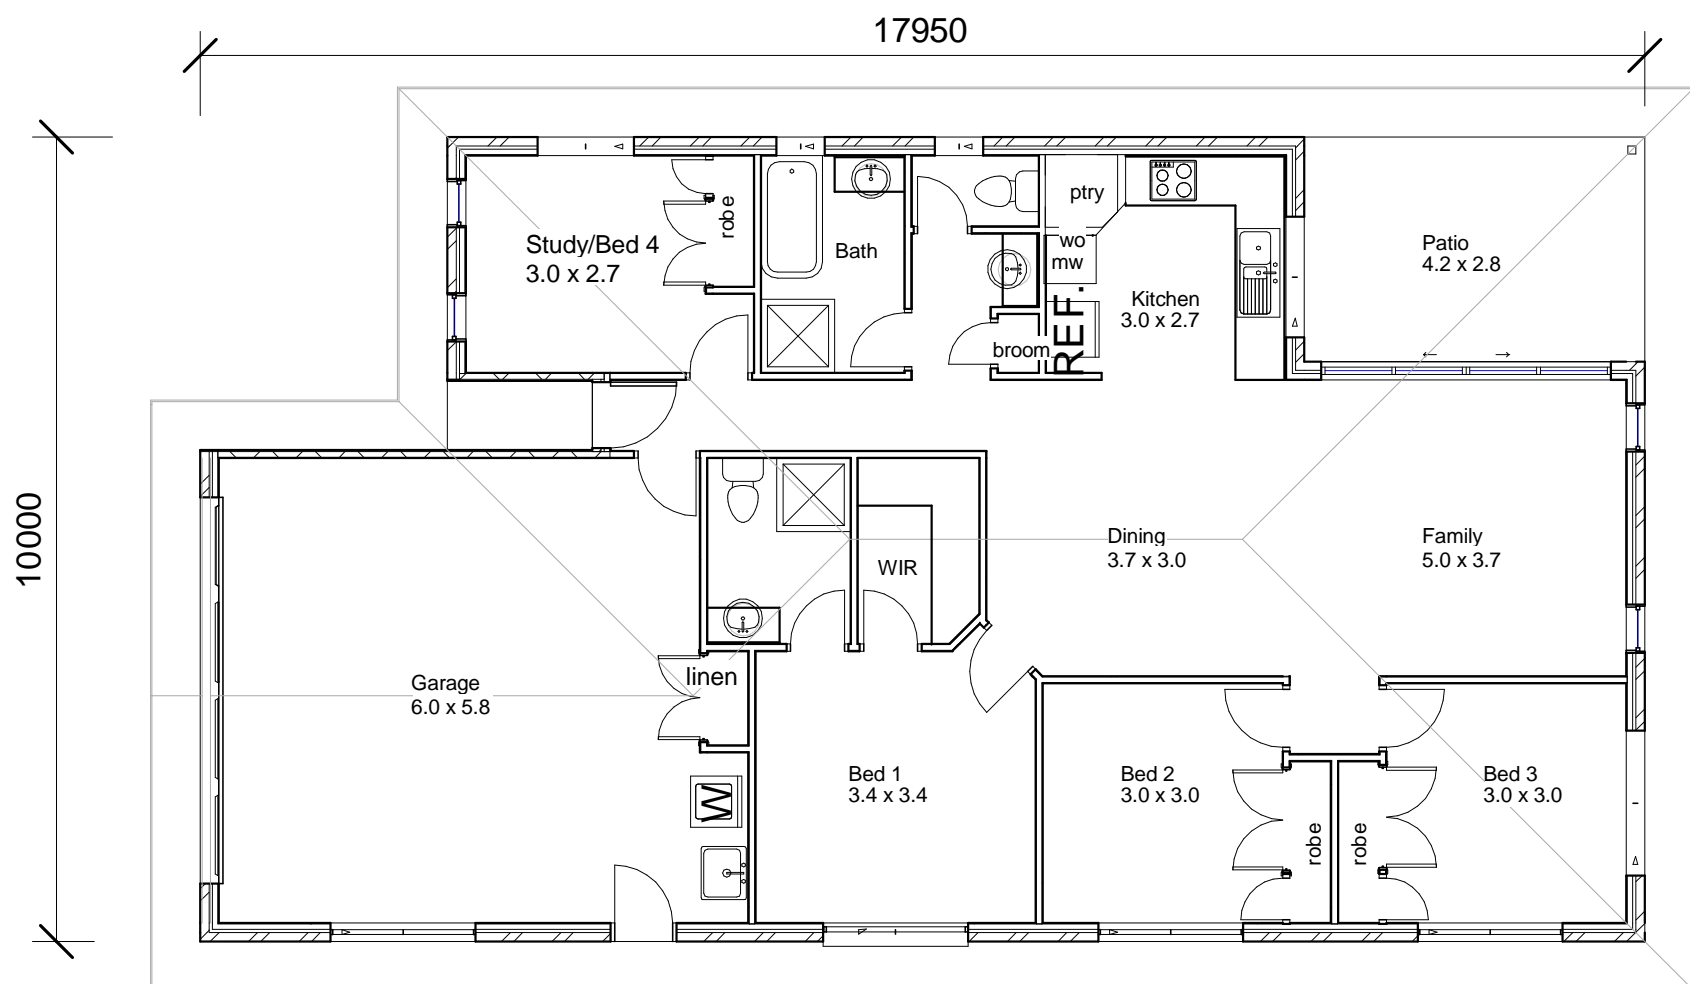 17950
10000
Study/Bed 4
3.0 x 2.7
robe
Bath
ptry
wo
mw
REF.
broom
Kitchen
3.0 x 2.7
Patio
4.2 x 2.8
WIR
Dining
3.7 x 3.0
Family
5.0 x 3.7
Garage
6.0 x 5.8
linen
W
Bed 1
3.4 x 3.4
Bed 2
3.0 x 3.0
robe
robe
Bed 3
3.0 x 3.0